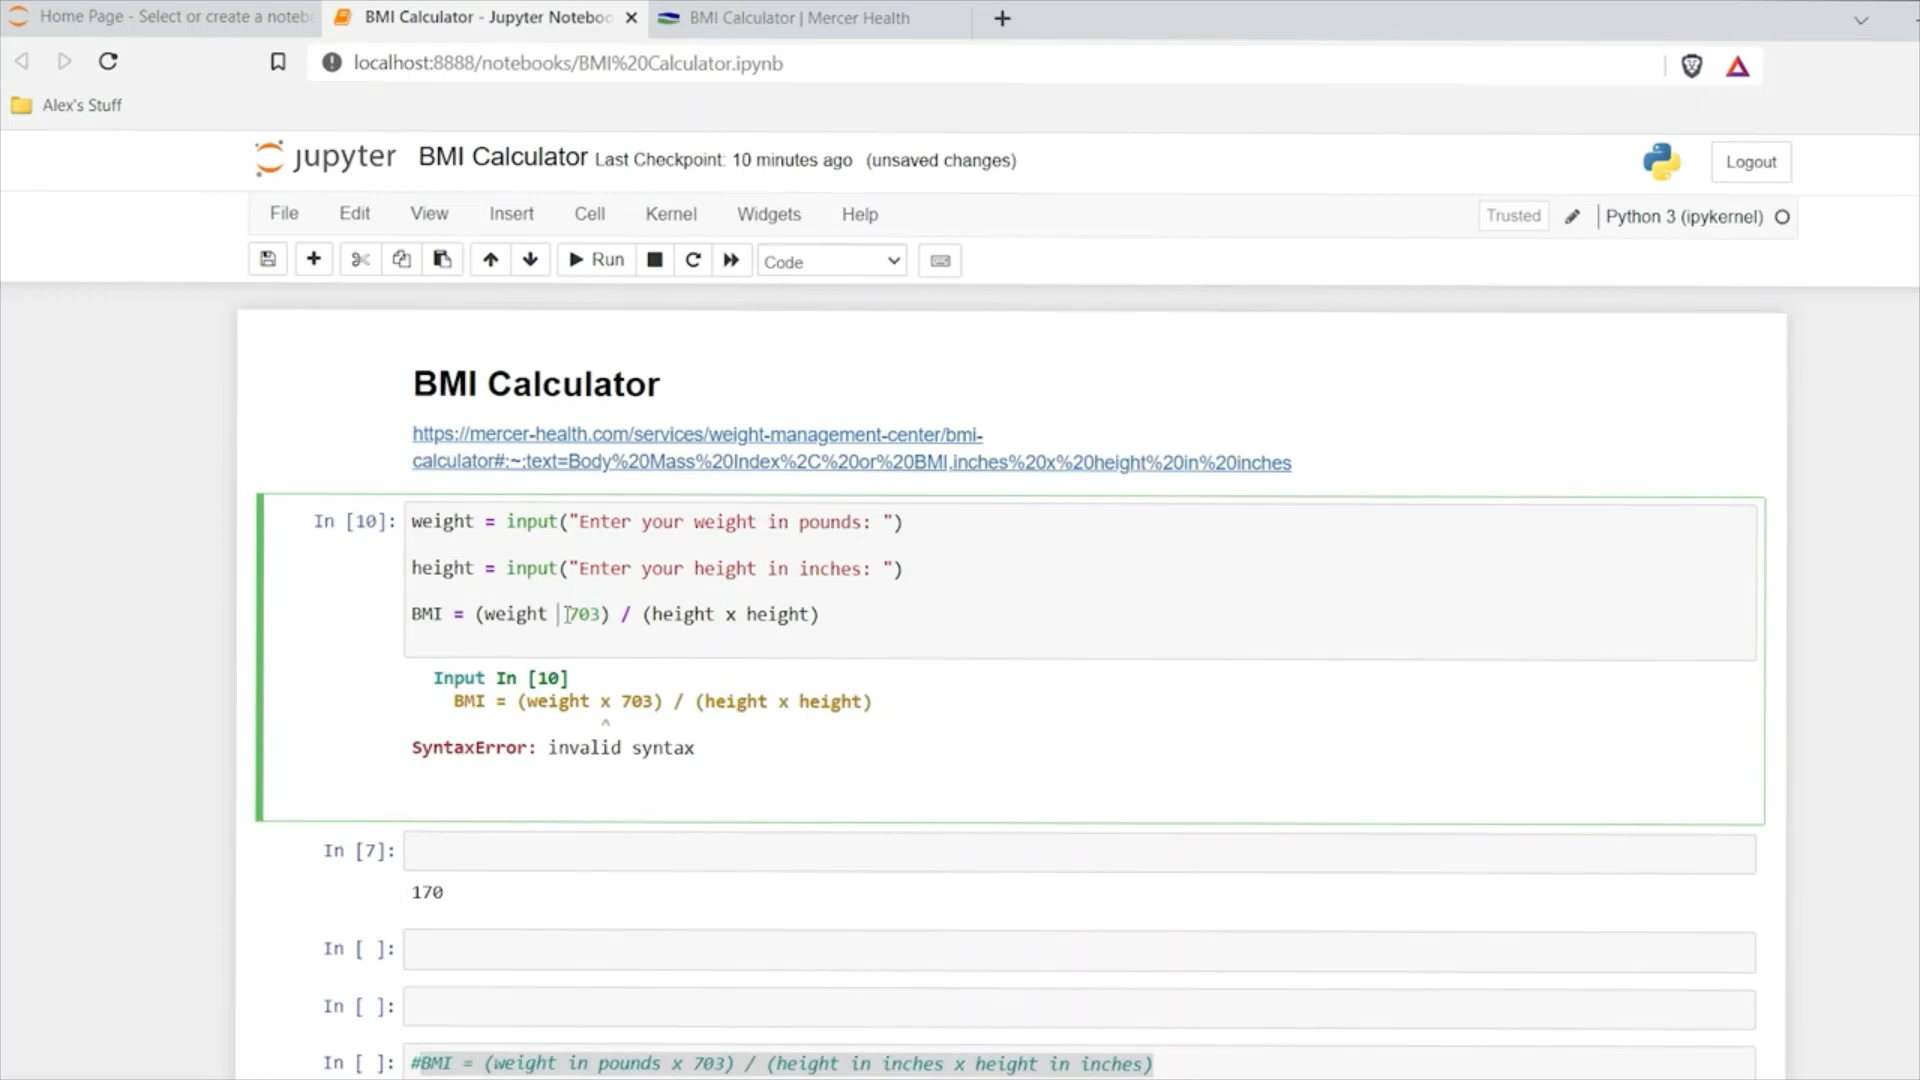 Home Page - Select or create a noteb
BMI Calculator - Jupyter Notebo
BMI Calculator | Mercer Health
localhost:8888/notebooks/BMI%20Calculator.ipynb
Alex's Stuff
jupyter BMI Calculator Last Checkpoint: 10 minutes ago (unsaved changes) Logout
File Edit View Insert Cell Kernel Widgets Help Trusted Python 3 (ipykernel)
Run Code
BMI Calculator
https://mercer-health.com/services/weight-management-center/bmi-
calculator#:~:text=Body%20Mass%20Index%2C%20or%20BMI,inches%20x%20height%20in%20inches
In [10]: weight = input("Enter your weight in pounds: ")
height = input("Enter your height in inches: ")
BMI = (weight 703) / (height x height)
Input In [10]
BMI = (weight x 703) / (height x height)
^
SyntaxError: invalid syntax
In [7]:
170
In [ ]:
In [ ]:
In [ ]: #BMI = (weight in pounds x 703) / (height in inches x height in inches)